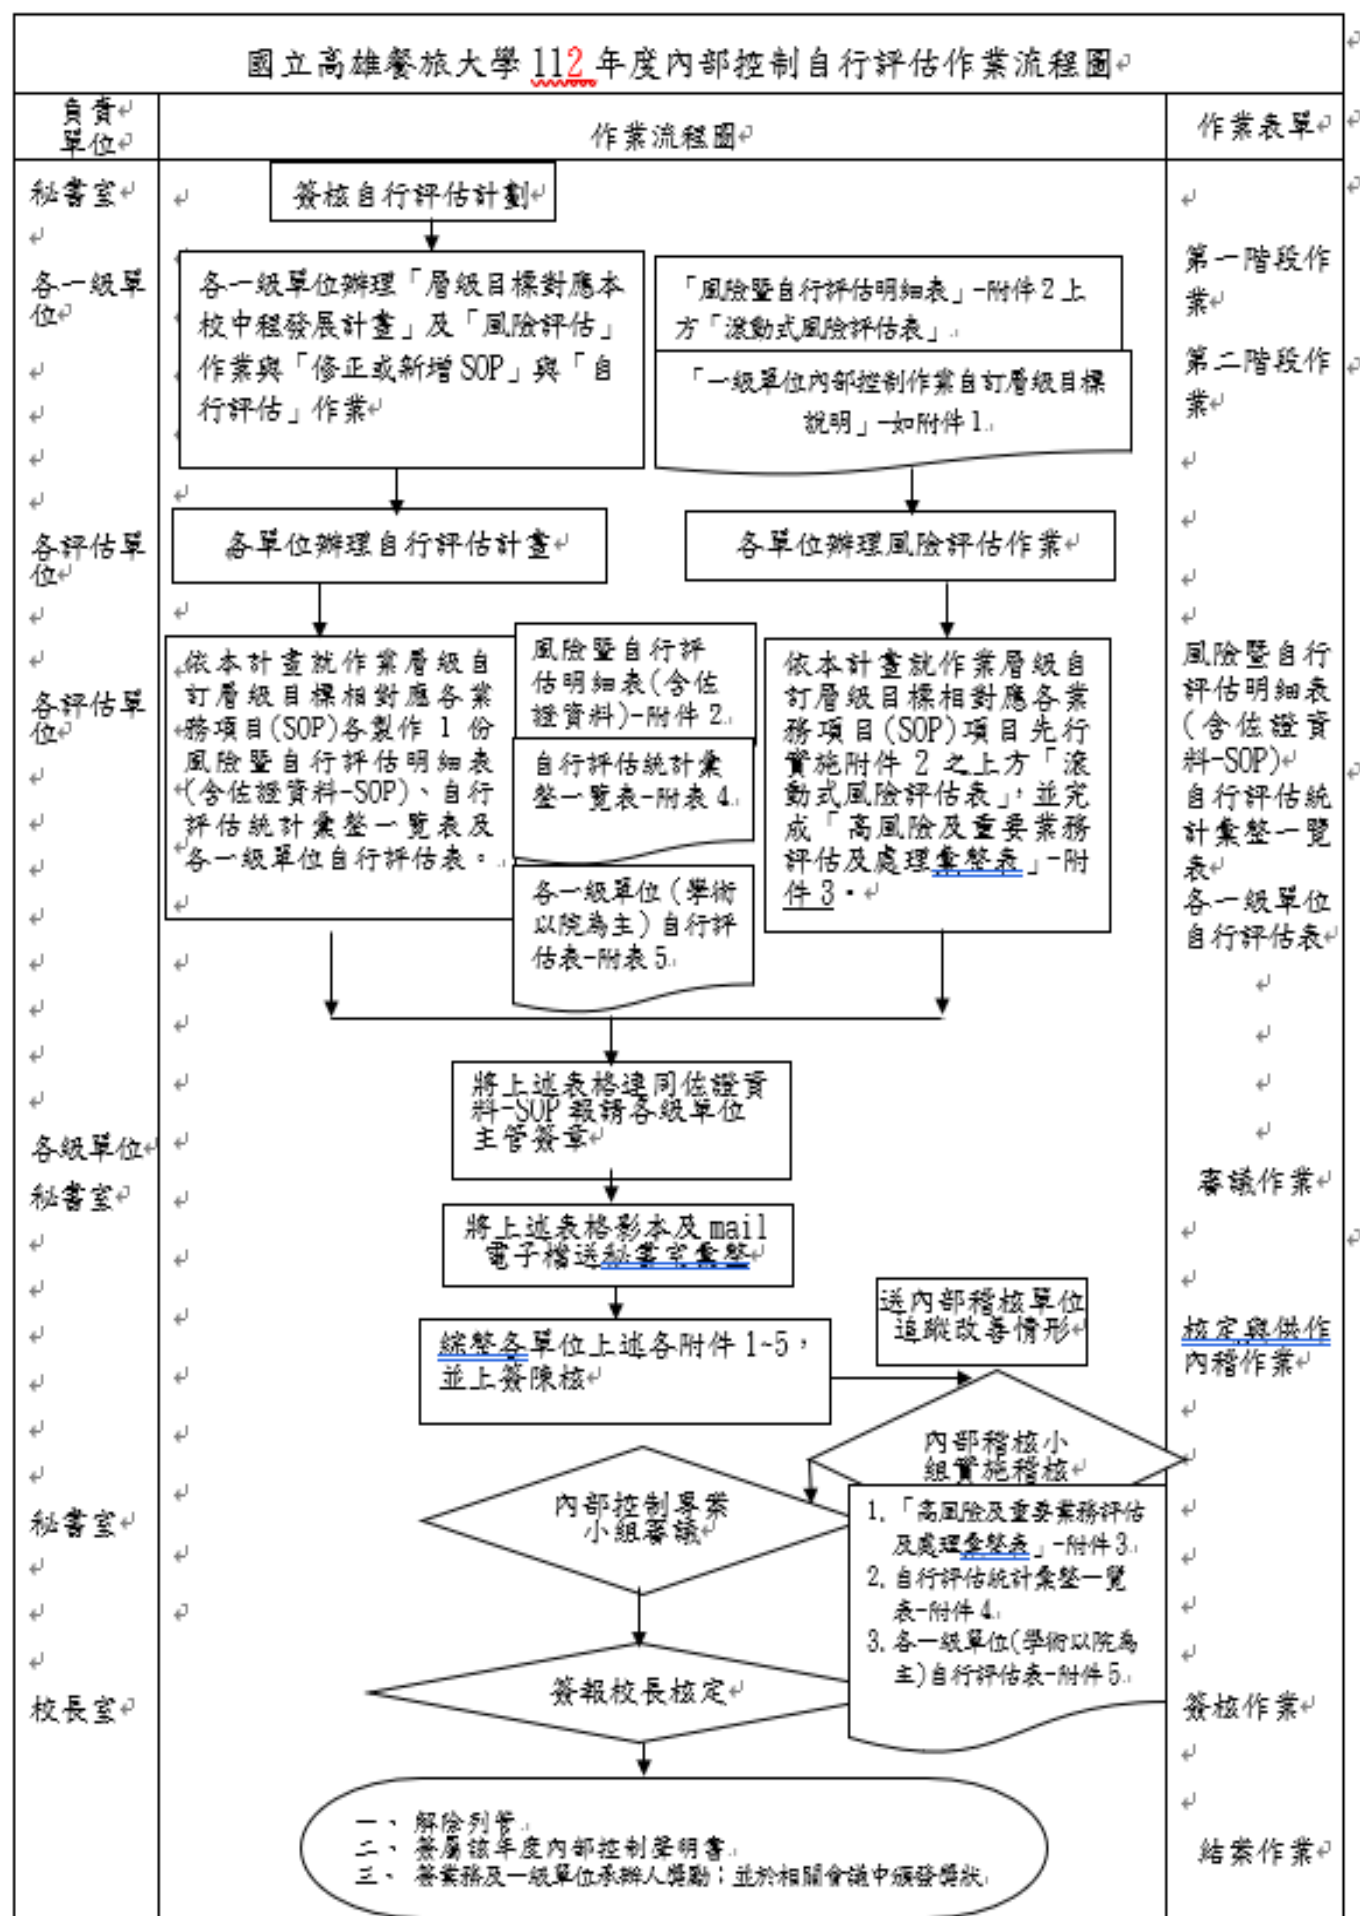 國立高雄餐旅大學112年度內部控制自行評估作業流程圖
負責
單位
作業流程圖
作業表單
秘書室
簽核自行評估計劃
各一級單
位
各一級單位辦理「層級目標對應本
校中程發展計畫」及「風險評估」
作業與「修正或新增SOP」與「自
行評估」作業
「風險暨自行評估明細表」-附件2上
方「滾動式風險評估表」.
「一級單位內部控制作業自訂層級目標
說明」-如附件1.
第一階段作
業
第二階段作
業
各評估單
位
各單位辦理自行評估計畫
各單位辦理風險評估作業
各評估單
位
依本計畫就作業層級自
訂層級目標相對應各業
務項目(SOP)各製作 1 份
風險暨自行評估明細表
(含佐證資料-SOP)、自行
評估統計彙整一覽表及
各一級單位自行評估表。
風險暨自行評
估明細表(含佐
證資料)-附件2.
自行評估統計彙
整一覽表-附表4.
各一級單位(學術
以院為主)自行評
估表-附表5.
依本計畫就作業層級自
訂層級目標相對應各業
務項目(SOP)項目先行
實施附件 2 之上方「滾
動式風險評估表」,並完
成「高風險及重要業務
評估及處理彙整表」-附
件3。
風險暨自行
評估明細表
(含佐證資
料-SOP)
自行評估統
計彙整一覽
表
各一級單位
自行評估表
將上述表格連同佐證資
料-SOP 報請各級單位
主管簽章
各級單位
秘書室
審議作業
將上述表格影本及mail
電子檔送秘書室彙整
綜整各單位上述各附件1~5,
並上簽陳核
送內部稽核單位
追蹤改善情形
核定與供作
內稽作業
內部稽核小
組實施稽核
秘書室
內部控制專案
小組審議
1.「高風險及重要業務評估
及處理彙整表」-附件3.
2.自行評估統計彙整一覽
表-附件4.
3.各一級單位(學術以院為
主)自行評估表-附件5.
校長室
簽報校長核定
簽核作業
一、 解除列管.
二、 簽屬該年度內部控制聲明書.
三、 簽業務及一級單位承辦人獎勵;並於相關會議中頒發獎狀.
結案作業